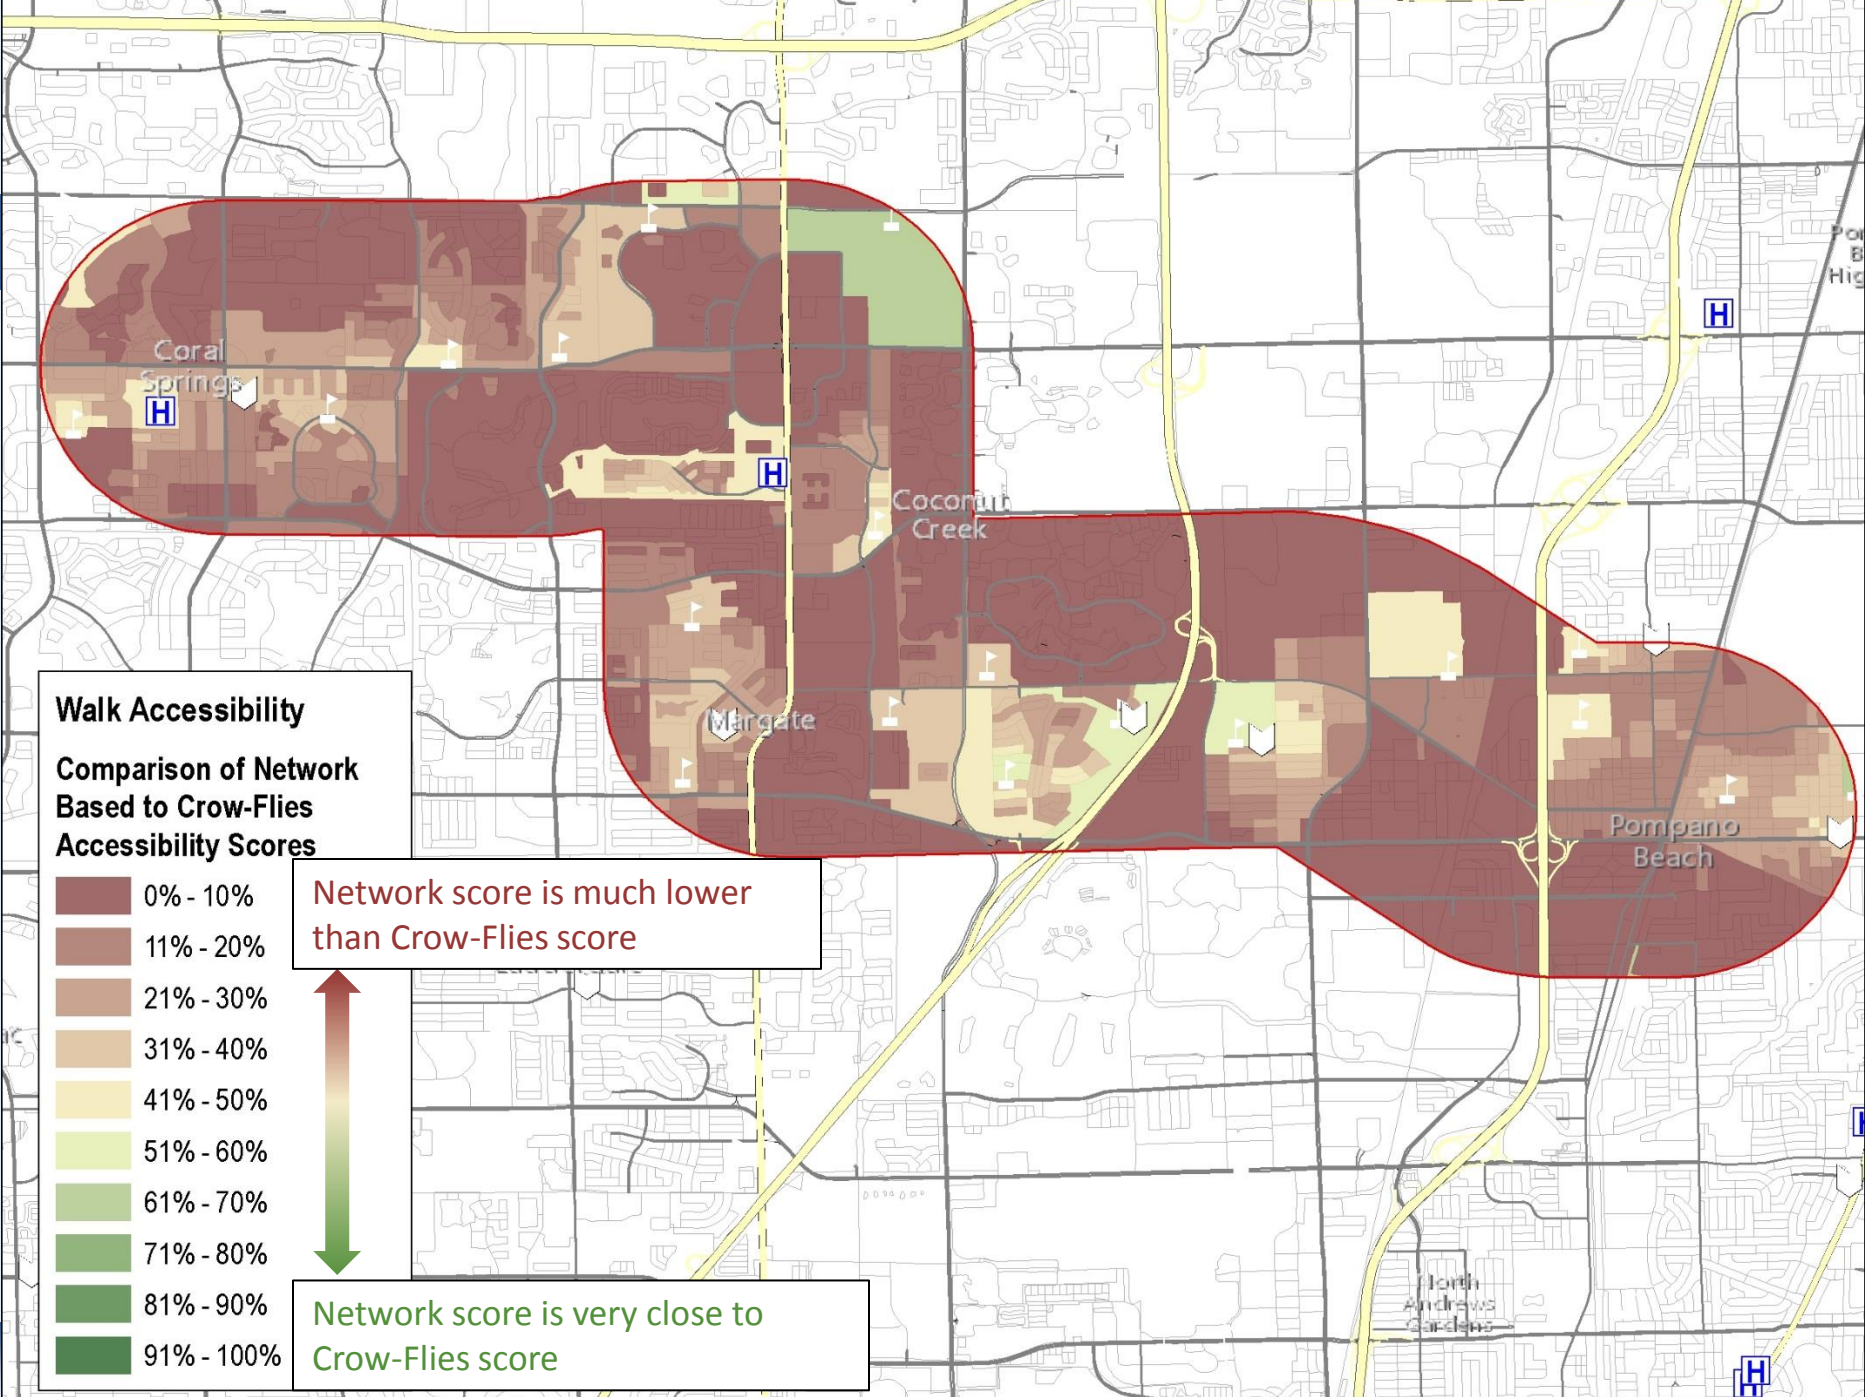 Por
B
Hig
H
Coral
Springs
H
H
Coconut
Creek
Margate
Walk Accessibility
Comparison of Network
Based to Crow-Flies
Accessibility Scores
0% - 10%
11% - 20%
21% - 30%
31% - 40%
41% - 50%
51% - 60%
61% - 70%
71% - 80%
81% - 90%
91% - 100%
Network score is much lower
than Crow-Flies score
Network score is very close to
Crow-Flies score
Pompano
Beach
North
Andrews
Gardens
H
H
H